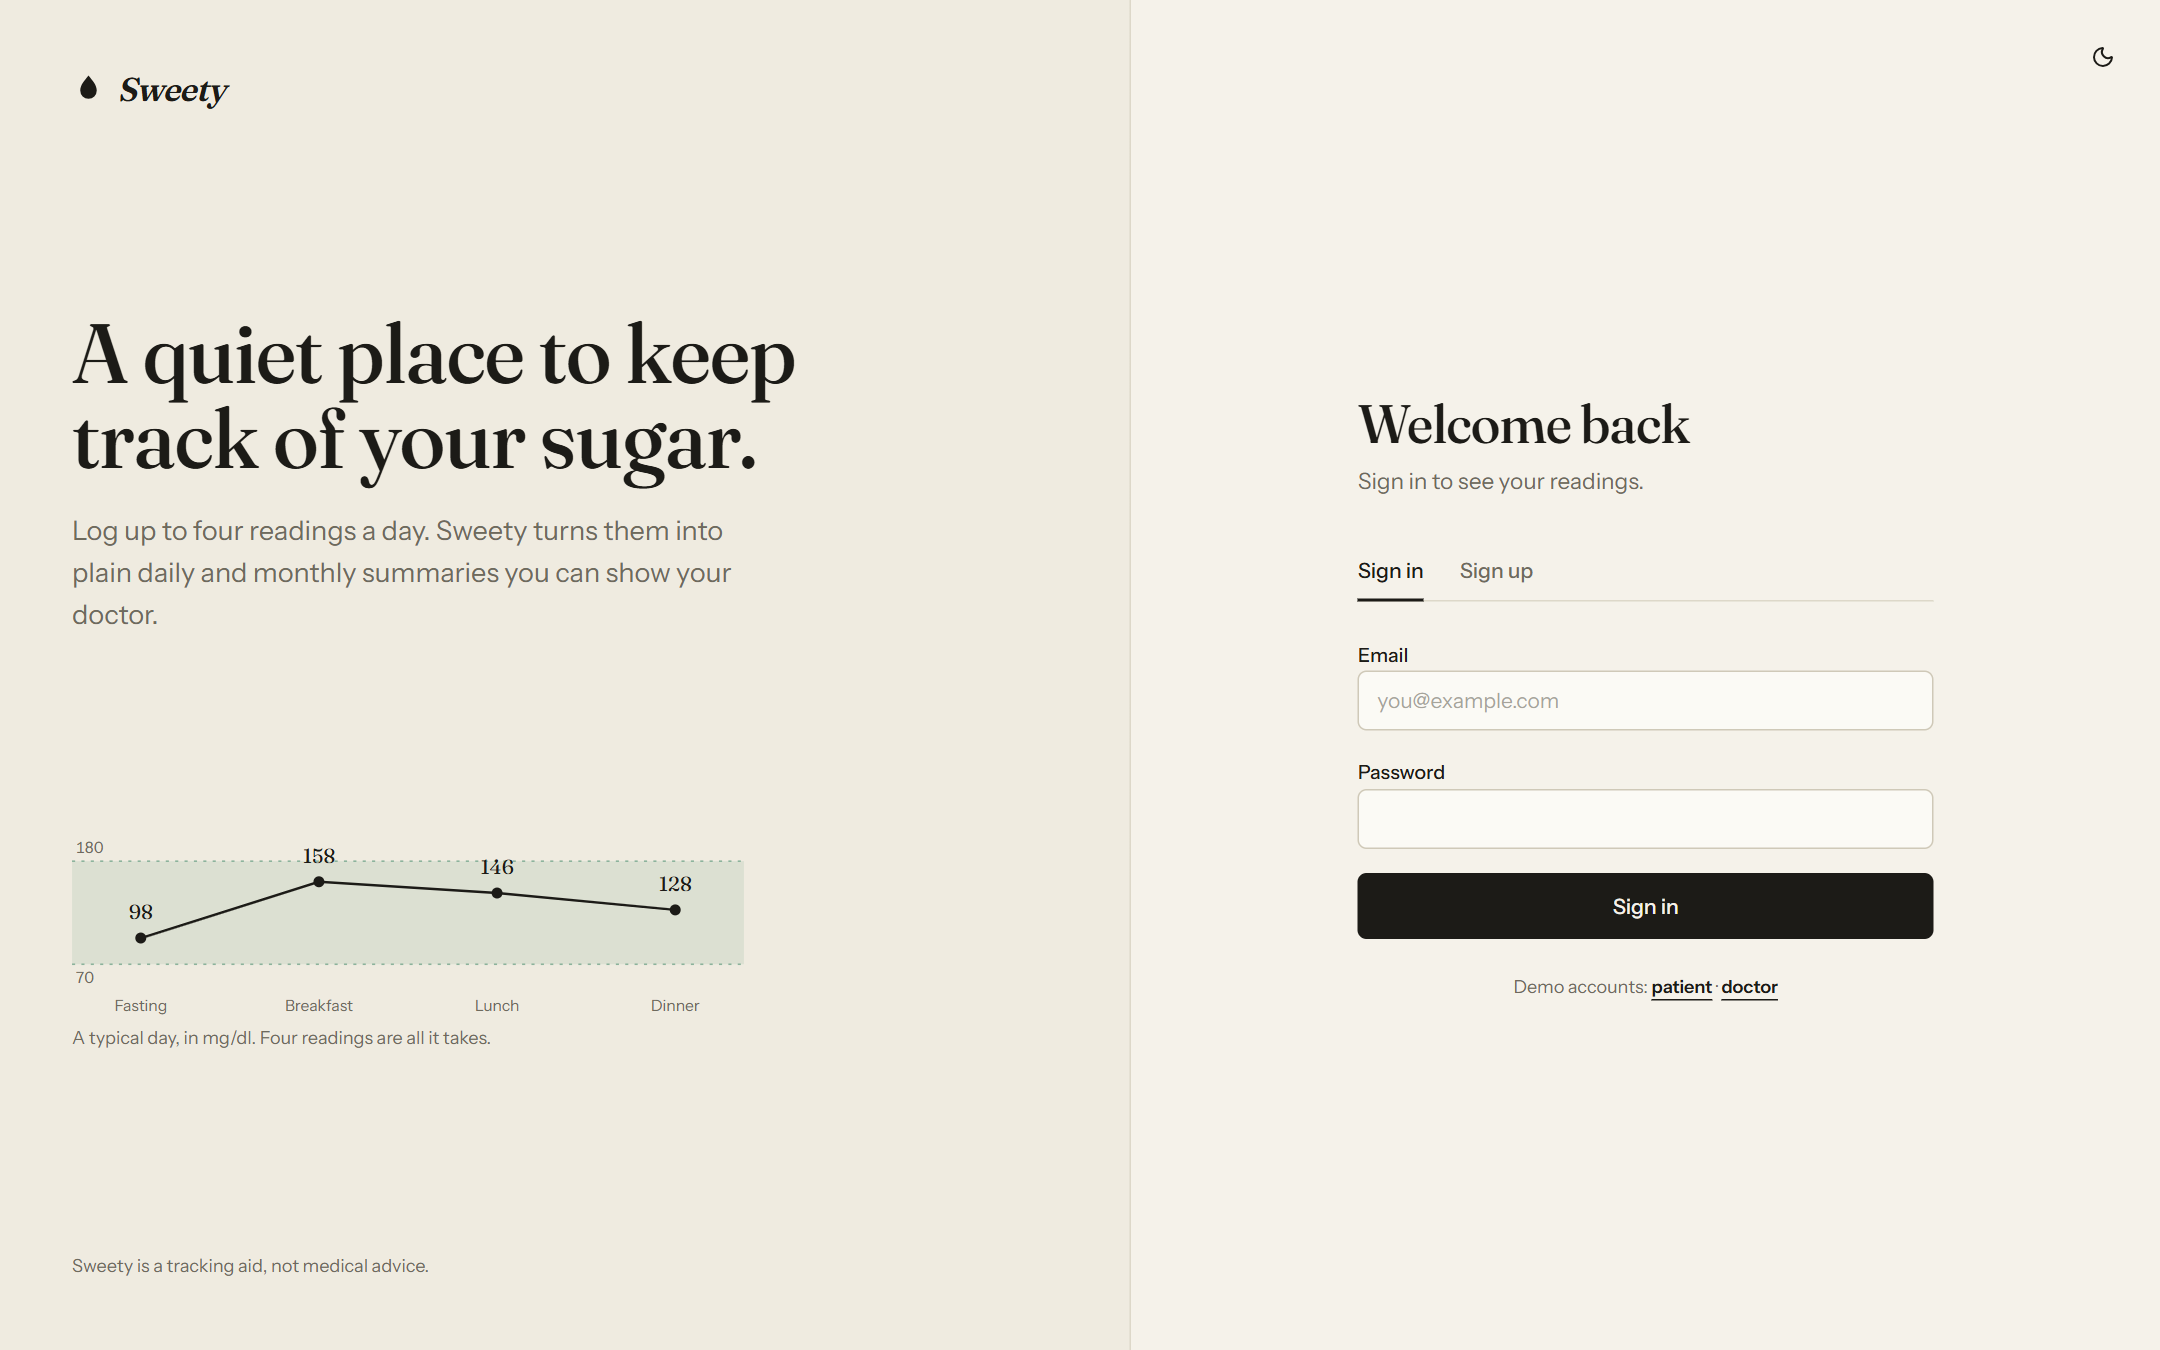 Sweety
A quiet place to keep
track of your sugar.
Log up to four readings a day. Sweety turns them into
plain daily and monthly summaries you can show your
doctor.
180
98
158
146
128
70
Fasting
Breakfast
Lunch
Dinner
A typical day, in mg/dl. Four readings are all it takes.
Sweety is a tracking aid, not medical advice.
Welcome back
Sign in to see your readings.
Sign in
Sign up
Email
you@example.com
Password
Sign in
Demo accounts: patient · doctor